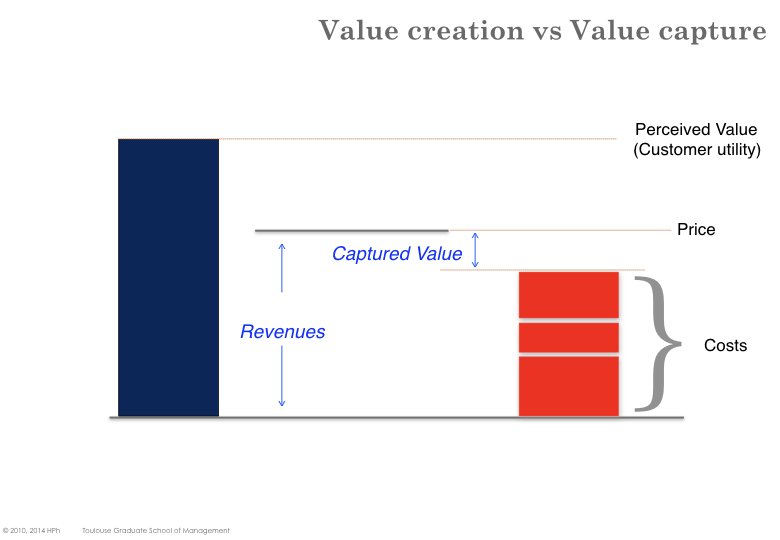 Value creation vs Value capture
Perceived Value
(Customer utility)
Price
Captured Value
Revenues
Costs
© 2010, 2014 HPh Toulouse Graduate School of Management